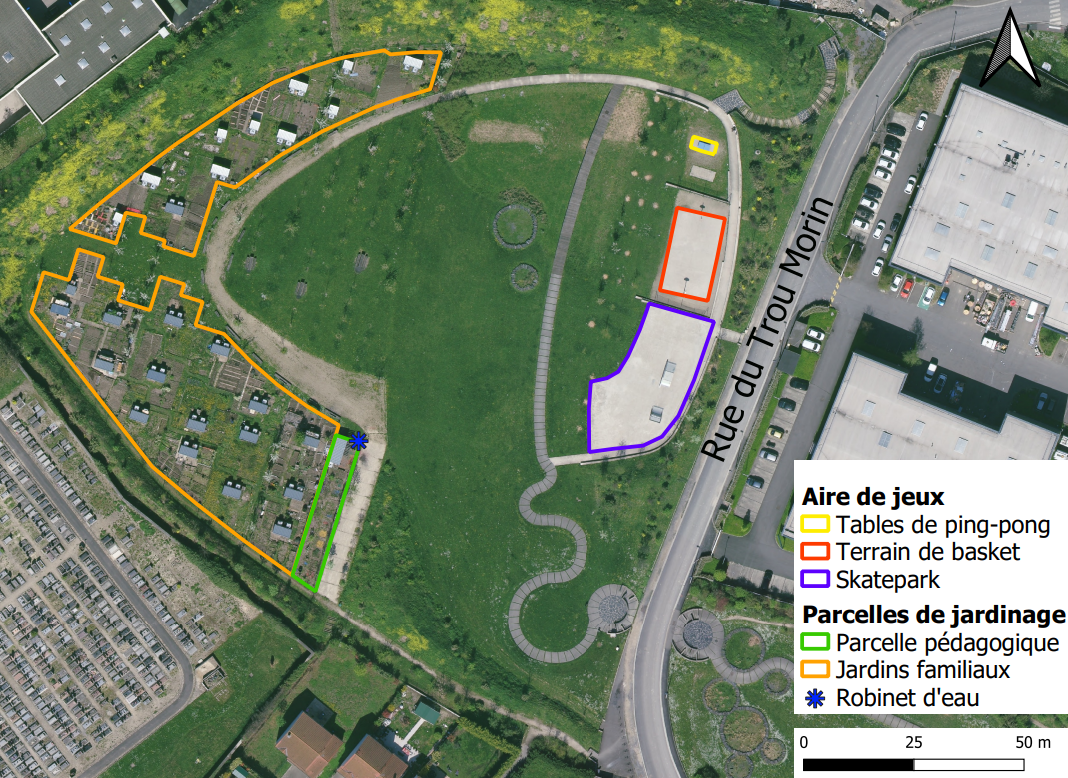 Rue du Trou Morin
Aire de jeux
Tables de ping-pong
Terrain de basket
Skatepark
Parcelles de jardinage
Parcelle pédagogique
Jardins familiaux
Robinet d'eau
0 25 50 m